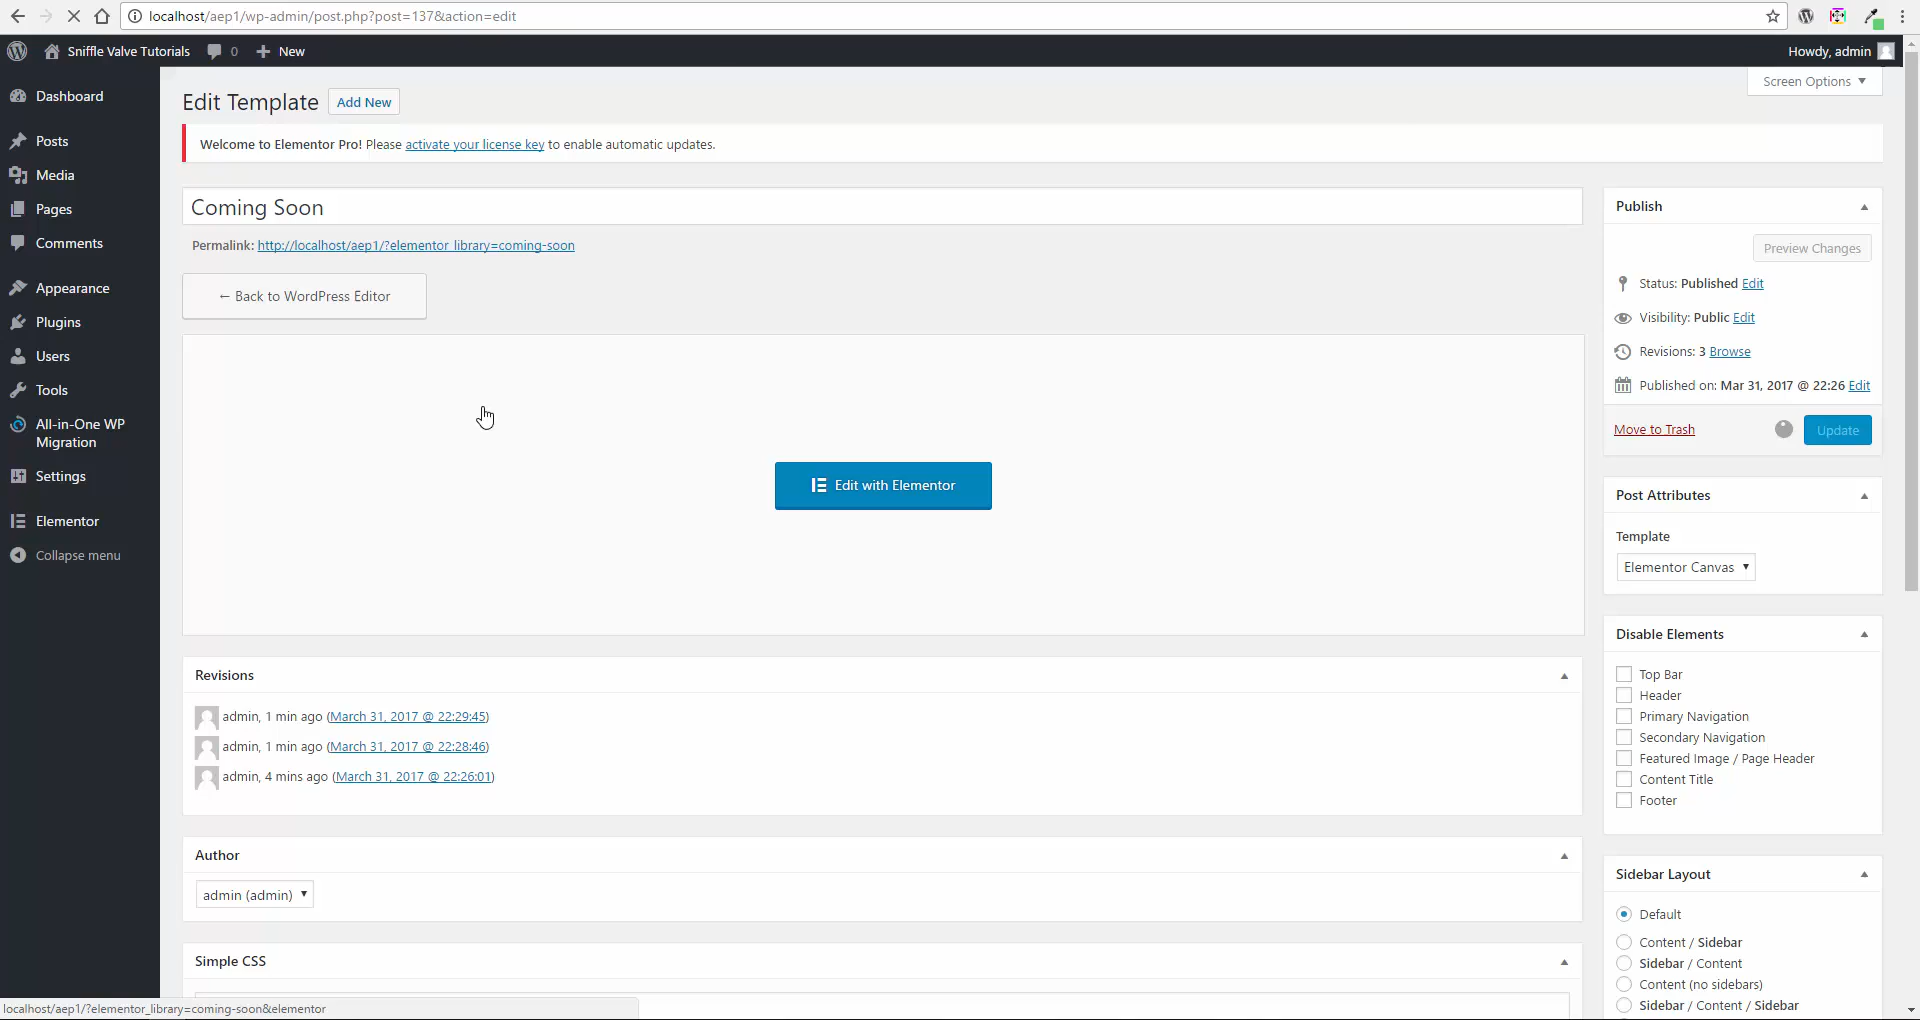 localhost/aep1/wp-admin/post.php?post=137&action=edit
Sniffle Valve Tutorials 0 New Howdy, admin
Screen Options
Dashboard
Posts
Media
Pages
Comments
Appearance
Plugins
Users
Tools
All-in-One WP
Migration
Settings
Elementor
Collapse menu
Edit Template Add New
Welcome to Elementor Pro! Please activate your license key to enable automatic updates.
Coming Soon
Permalink: http://localhost/aep1/?elementor_library=coming-soon
← Back to WordPress Editor
Edit with Elementor
Revisions
admin, 1 min ago (March 31, 2017 @ 22:29:45)
admin, 1 min ago (March 31, 2017 @ 22:28:46)
admin, 4 mins ago (March 31, 2017 @ 22:26:01)
Author
admin (admin)
Simple CSS
Publish
Preview Changes
Status: Published Edit
Visibility: Public Edit
Revisions: 3 Browse
Published on: Mar 31, 2017 @ 22:26 Edit
Move to Trash Update
Post Attributes
Template
Elementor Canvas
Disable Elements
Top Bar
Header
Primary Navigation
Secondary Navigation
Featured Image / Page Header
Content Title
Footer
Sidebar Layout
Default
Content / Sidebar
Sidebar / Content
Content (no sidebars)
Sidebar / Content / Sidebar
localhost/aep1/?elementor_library=coming-soon&elementor